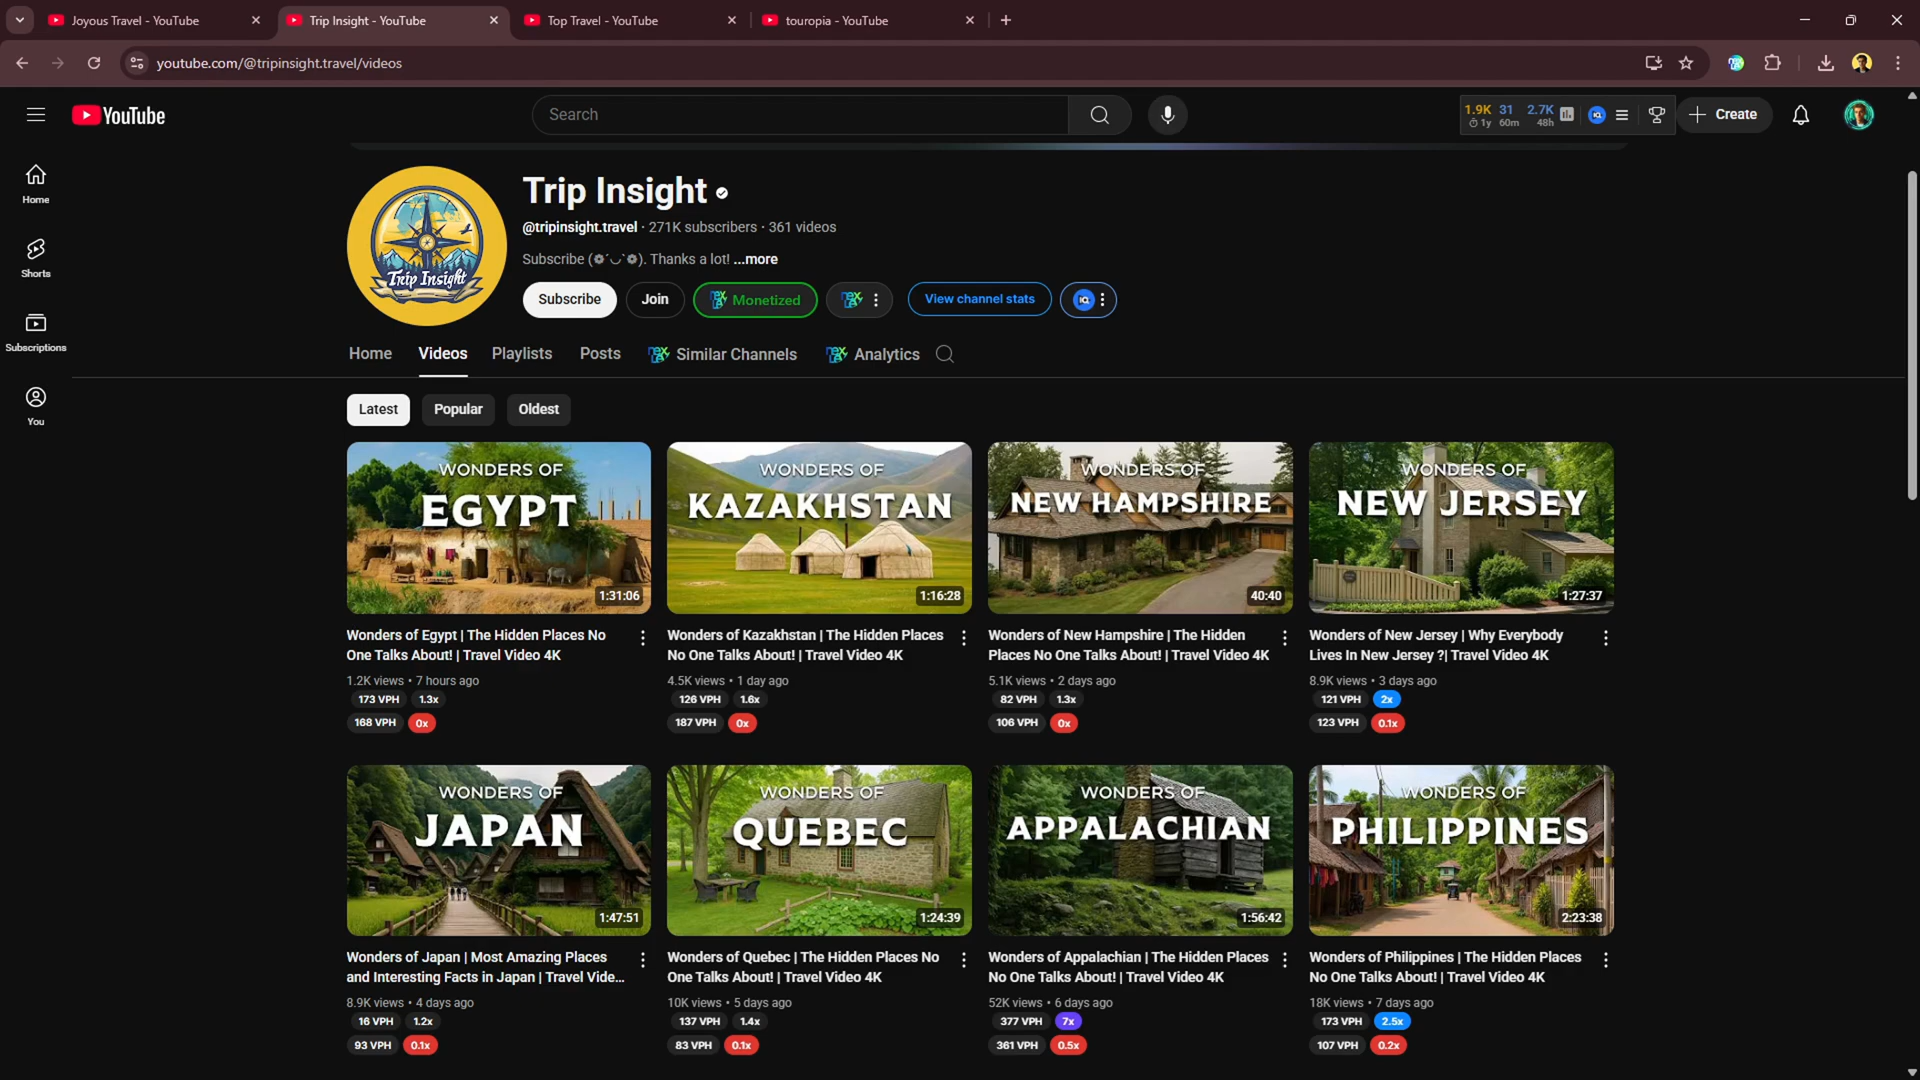 Joyous Travel - YouTube
Trip Insight - YouTube
Top Travel - YouTube
touropia - YouTube
youtube.com/@tripinsight.travel/videos
YouTube
Search
1.9K 31 2.7K
1y 60m 48h
Create
Home
Shorts
Subscriptions
You
Trip Insight
Trip Insight
@tripinsight.travel · 271K subscribers · 361 videos
Subscribe (❁´◡`❁). Thanks a lot! ...more
Subscribe
Join
Monetized
View channel stats
Home
Videos
Playlists
Posts
Similar Channels
Analytics
Latest
Popular
Oldest
WONDERS OF
EGYPT
1:31:06
WONDERS OF
KAZAKHSTAN
1:16:28
WONDERS OF
NEW HAMPSHIRE
40:40
WONDERS OF
NEW JERSEY
1:27:37
Wonders of Egypt | The Hidden Places No
One Talks About! | Travel Video 4K
1.2K views • 7 hours ago
173 VPH 1.3x
168 VPH 0x
Wonders of Kazakhstan | The Hidden Places
No One Talks About! | Travel Video 4K
4.5K views • 1 day ago
126 VPH 1.6x
187 VPH 0x
Wonders of New Hampshire | The Hidden
Places No One Talks About! | Travel Video 4K
5.1K views • 2 days ago
82 VPH 1.3x
106 VPH 0x
Wonders of New Jersey | Why Everybody
Lives In New Jersey ?| Travel Video 4K
8.9K views • 3 days ago
121 VPH 2x
123 VPH 0.1x
WONDERS OF
JAPAN
1:47:51
WONDERS OF
QUEBEC
1:24:39
WONDERS OF
APPALACHIAN
1:56:42
WONDERS OF
PHILIPPINES
2:23:38
Wonders of Japan | Most Amazing Places
and Interesting Facts in Japan | Travel Vide...
8.9K views • 4 days ago
16 VPH 1.2x
93 VPH 0.1x
Wonders of Quebec | The Hidden Places No
One Talks About! | Travel Video 4K
10K views • 5 days ago
137 VPH 1.4x
83 VPH 0.1x
Wonders of Appalachian | The Hidden Places
No One Talks About! | Travel Video 4K
52K views • 6 days ago
377 VPH 7x
361 VPH 0.5x
Wonders of Philippines | The Hidden Places
No One Talks About! | Travel Video 4K
18K views • 7 days ago
173 VPH 2.5x
107 VPH 0.2x